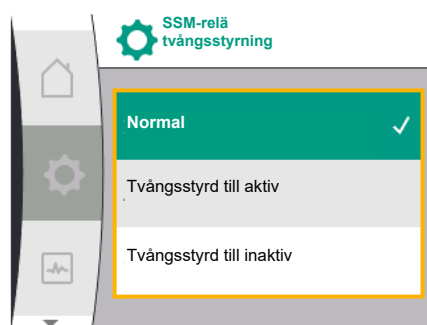 SSM-relä
tvångsstyrning
Normal
Tvångsstyrd till aktiv
Tvångsstyrd till inaktiv